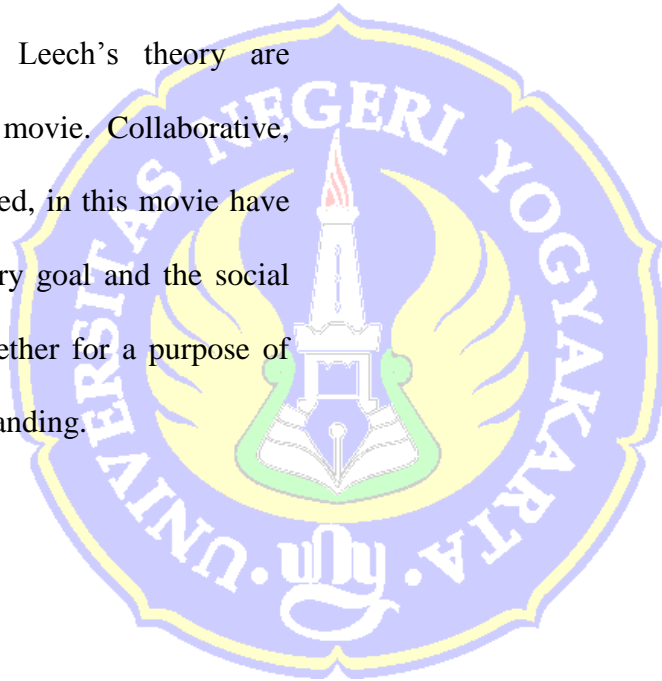 Leech’s theory are
movie. Collaborative,
ed, in this movie have
ry goal and the social
ether for a purpose of
anding.
UNIVERSITAS NEGERI YOGYAKARTA